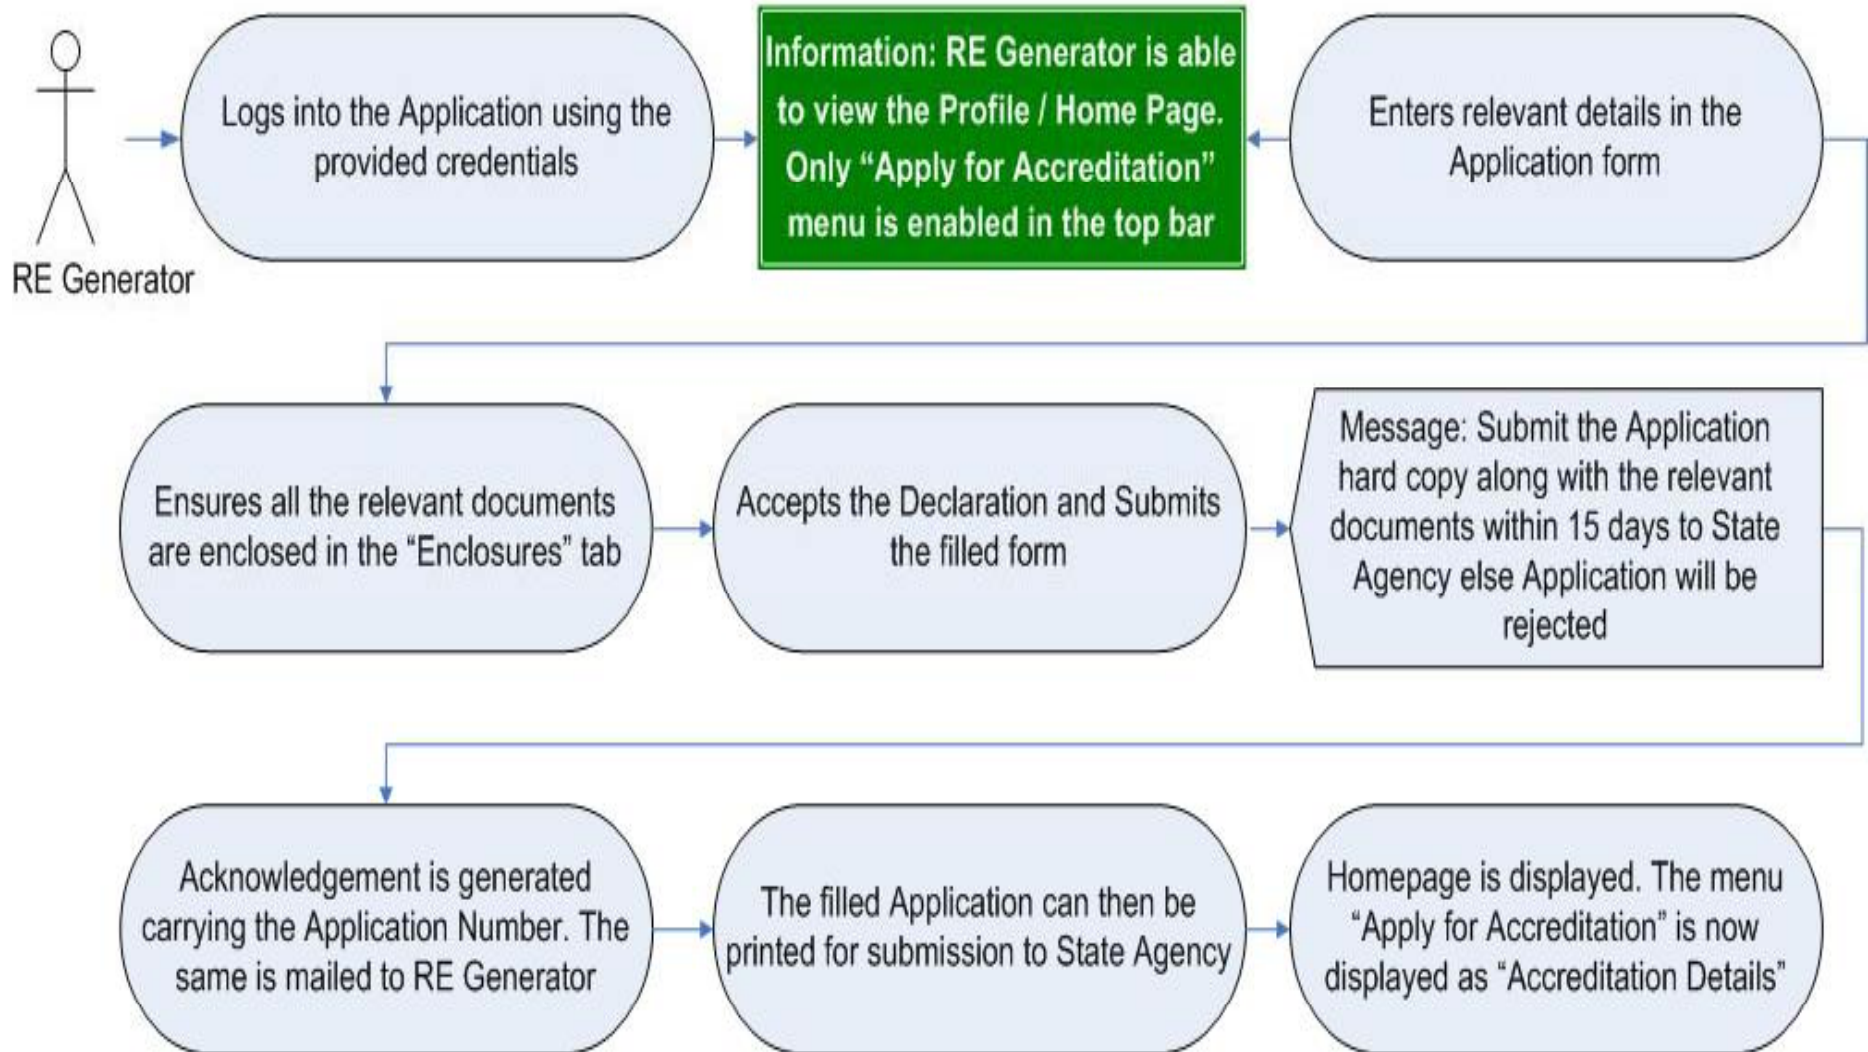 RE Generator
Logs into the Application using the
provided credentials
Information: RE Generator is able
to view the Profile / Home Page.
Only “Apply for Accreditation”
menu is enabled in the top bar
Enters relevant details in the
Application form
Ensures all the relevant documents
are enclosed in the “Enclosures” tab
Accepts the Declaration and Submits
the filled form
Message: Submit the Application
hard copy along with the relevant
documents within 15 days to State
Agency else Application will be
rejected
Acknowledgement is generated
carrying the Application Number. The
same is mailed to RE Generator
The filled Application can then be
printed for submission to State Agency
Homepage is displayed. The menu
“Apply for Accreditation” is now
displayed as “Accreditation Details”